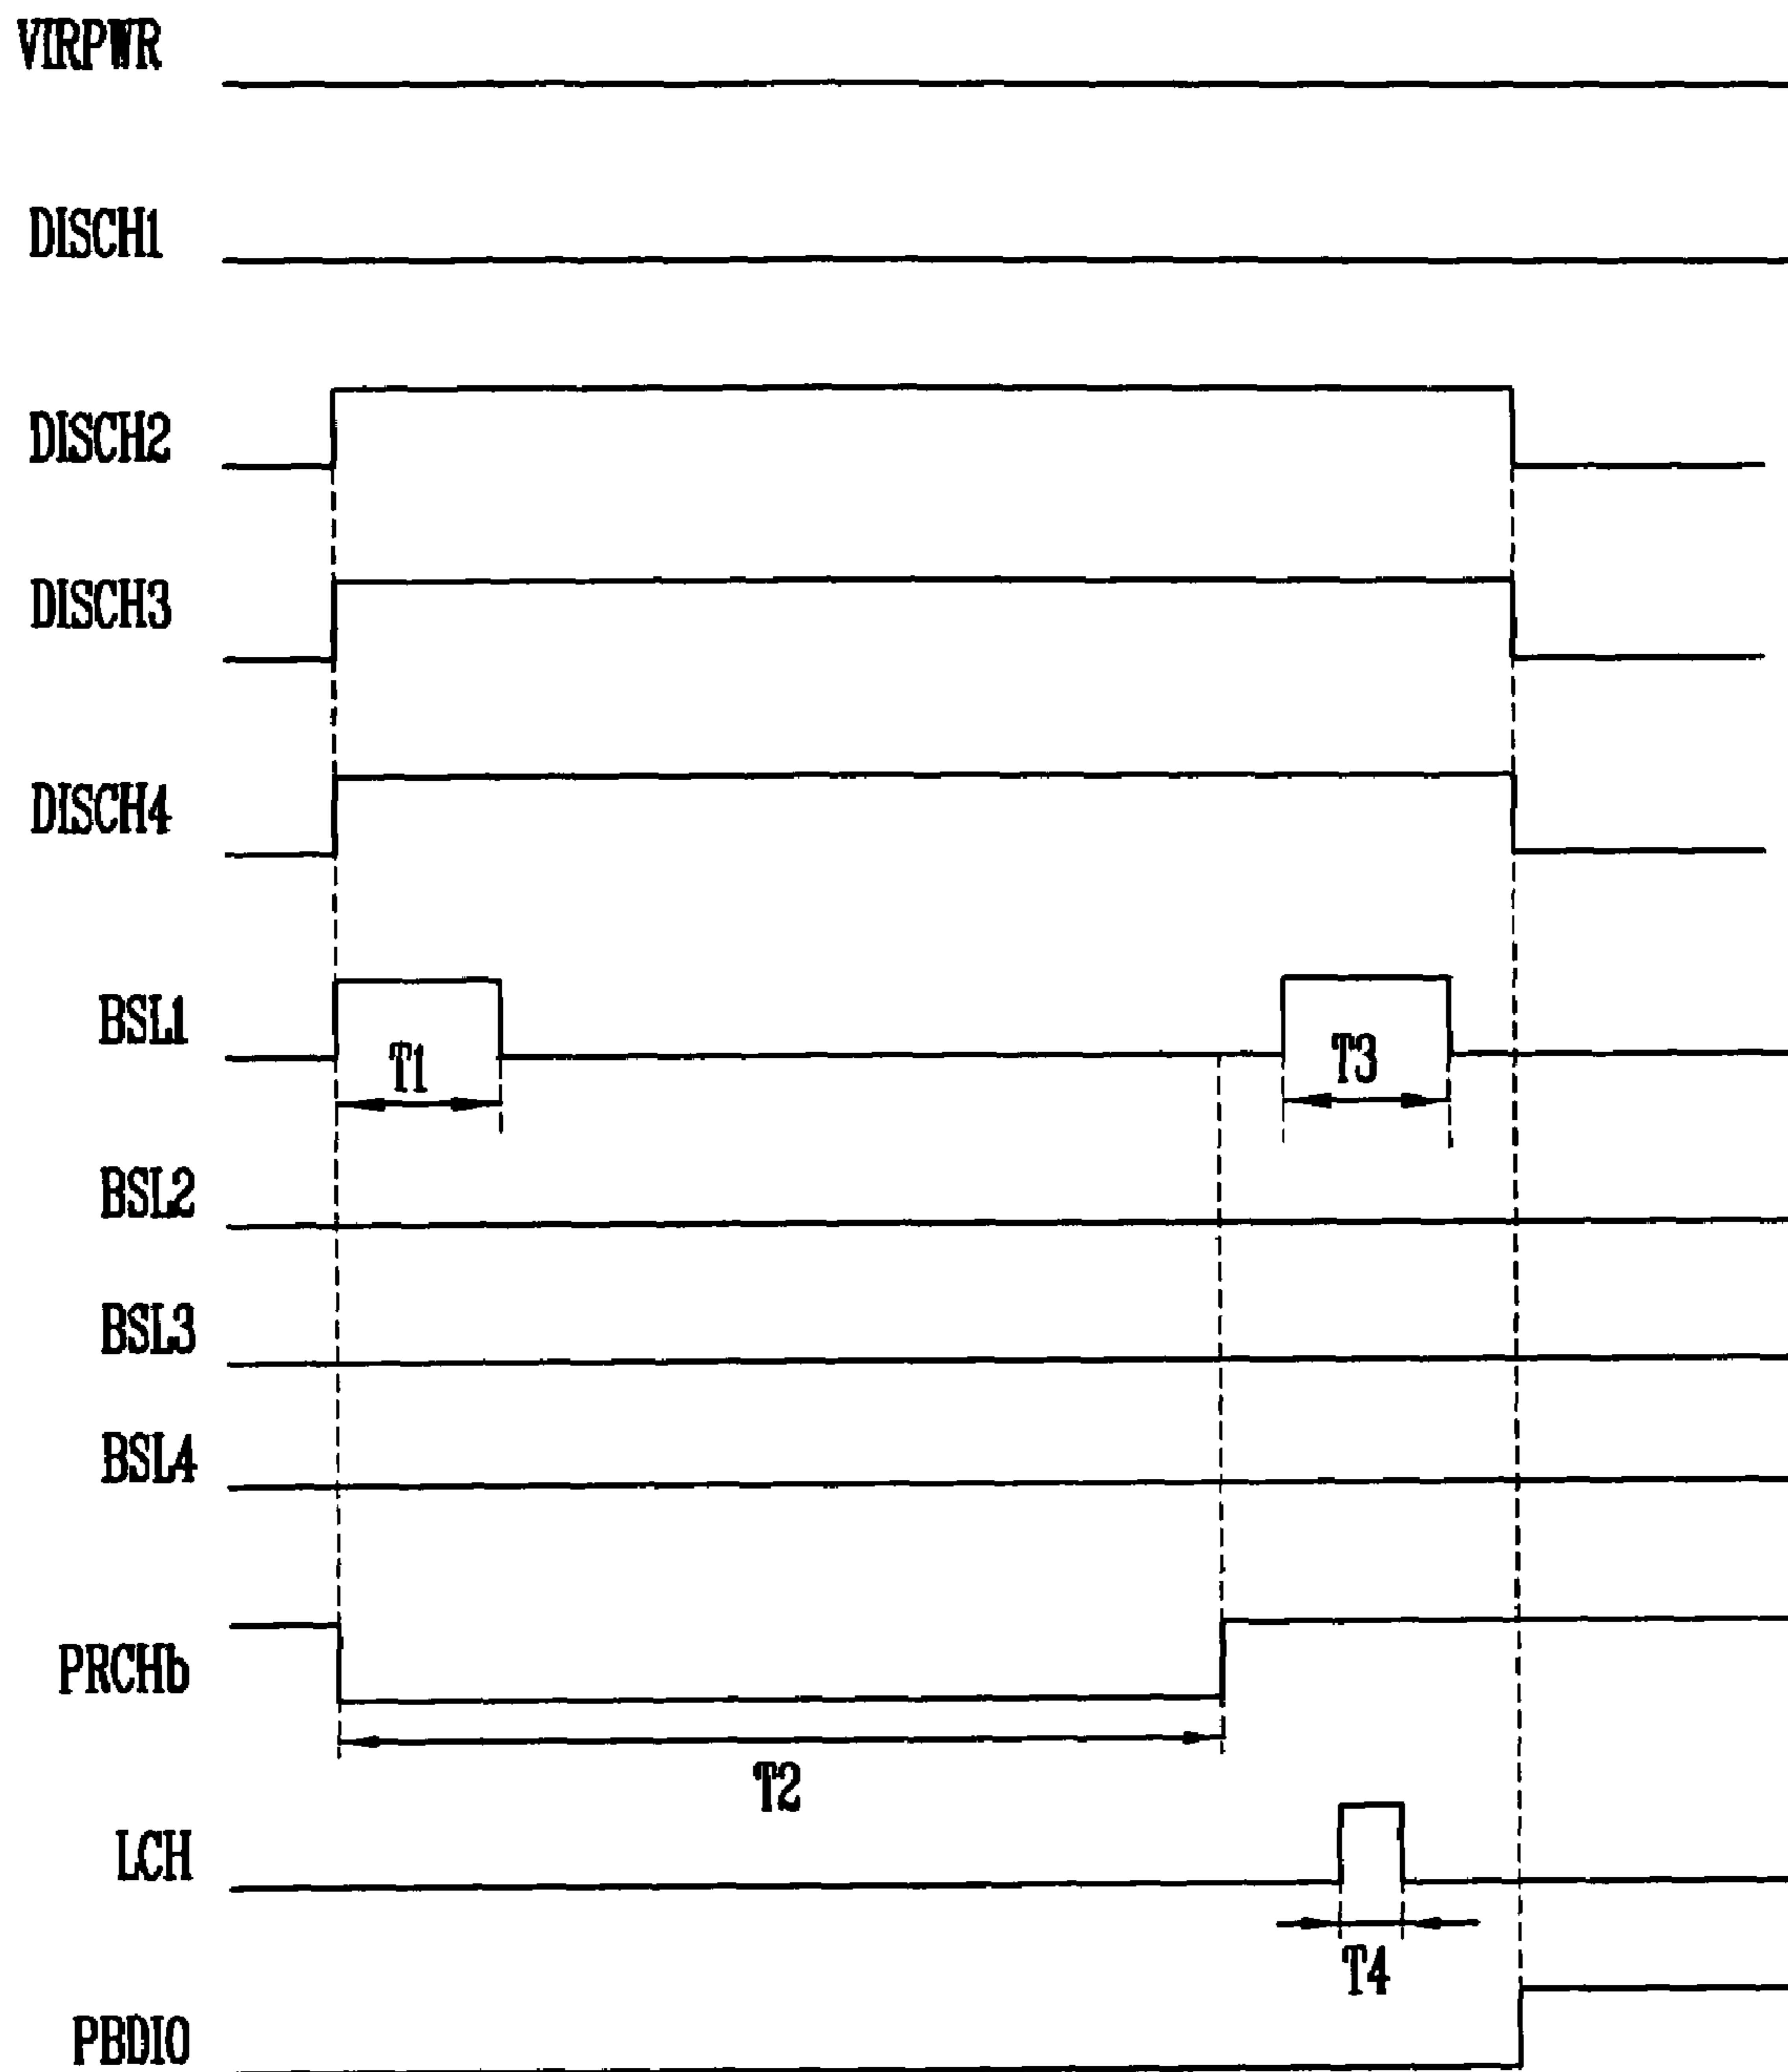 VIRPWR
DISCH1
DISCH2
DISCH3
DISCH4
BSL1
T1
T3
BSL2
BSL3
BSL4
PRCHb
T2
LCH
T4
PBDIO